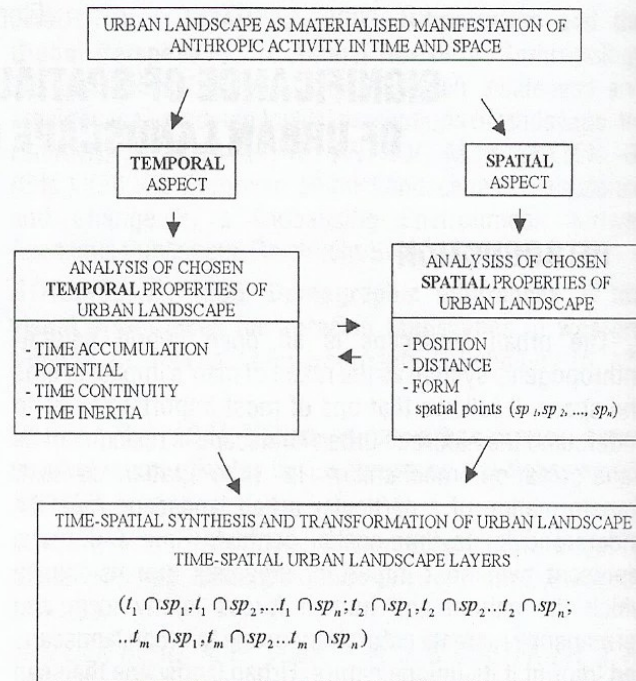 URBAN LANDSCAPE AS MATERIALISED MANIFESTATION OF
ANTHROPIC ACTIVITY IN TIME AND SPACE
TEMPORAL
ASPECT
SPATIAL
ASPECT
ANALYSIS OF CHOSEN
TEMPORAL PROPERTIES OF
URBAN LANDSCAPE
- TIME ACCUMULATION
POTENTIAL
- TIME CONTINUITY
- TIME INERTIA
ANALYSISS OF CHOSEN
SPATIAL PROPERTIES OF
URBAN LANDSCAPE
- POSITION
- DISTANCE
- FORM
spatial points (sp₁,sp₂, ..., spₙ)
TIME-SPATIAL SYNTHESIS AND TRANSFORMATION OF URBAN LANDSCAPE
TIME-SPATIAL URBAN LANDSCAPE LAYERS
(t₁∩sp₁,t₁∩sp₂,...t₁∩spₙ;t₂∩sp₁,t₂∩sp₂...t₂∩spₙ;
...tₘ∩sp₁,tₘ∩sp₂...tₘ∩spₙ)